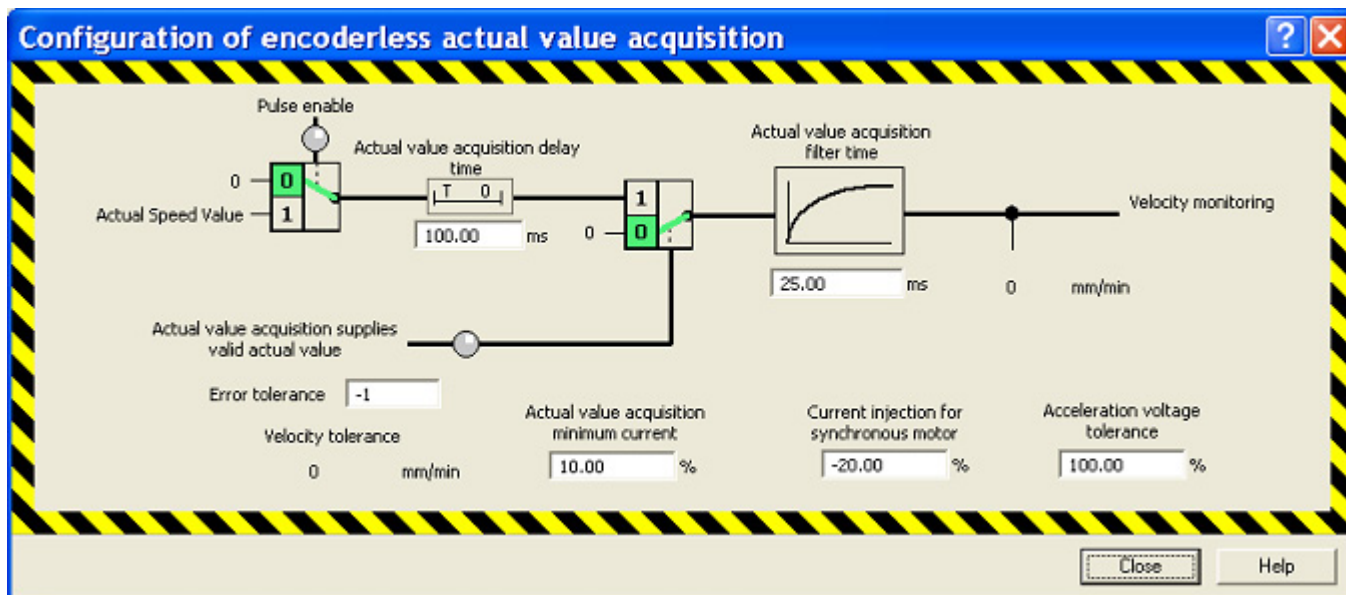 Configuration of encoderless actual value acquisition
?
Pulse enable
Actual value acquisition delay
time
Actual value acquisition
filter time
0
0
T 0
1
Velocity monitoring
Actual Speed Value
1
100.00 ms
0
0
25.00 ms
0 mm/min
Actual value acquisition supplies
valid actual value
Error tolerance -1
Velocity tolerance
0 mm/min
Actual value acquisition
minimum current
10.00 %
Current injection for
synchronous motor
-20.00 %
Acceleration voltage
tolerance
100.00 %
Close
Help